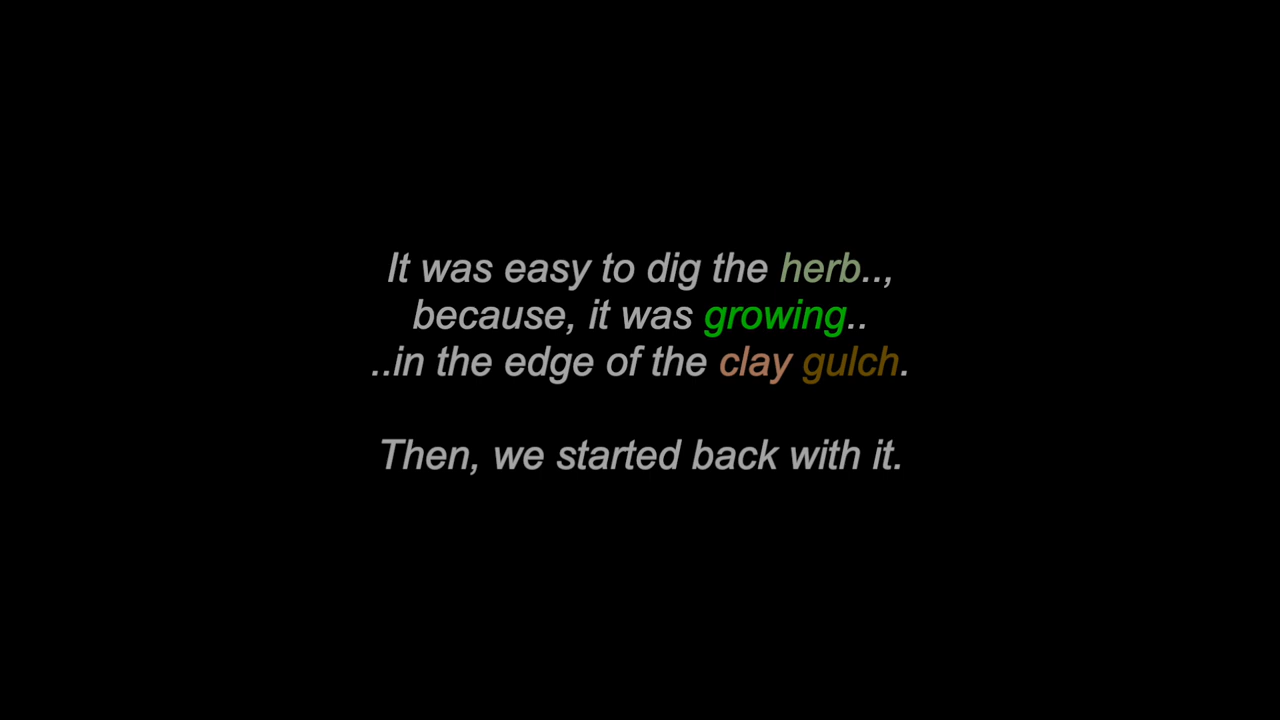 It was easy to dig the herb..,
because, it was growing..
..in the edge of the clay gulch.
Then, we started back with it.